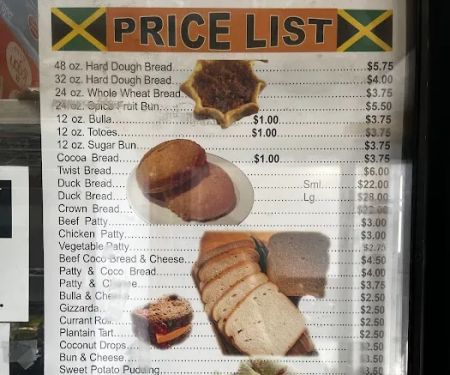 PRICE LIST
48 oz. Hard Dough Bread $5.75
32 oz. Hard Dough Bread $4.00
24 oz. Whole Wheat Bread $3.75
24 oz. Spice Fruit Bun $5.50
12 oz. Bulla $1.00 $3.75
12 oz. Totoes $1.00 $3.75
12 oz. Sugar Bun $3.75
Cocoa Bread $1.00 $3.75
Twist Bread $6.00
Duck Bread Sml $22.00
Duck Bread Lg $28.00
Crown Bread $22.00
Beef Patty $3.00
Chicken Patty $3.00
Vegetable Patty $2.75
Beef Coco Bread & Cheese $4.50
Patty & Coco Bread $4.00
Patty & $3.75
Bulla & $2.50
Gizzarda $2.50
Currant $2.50
Plantain Tart $2.50
Coconut Drops
Bun & Cheese
Sweet Potato Pudding